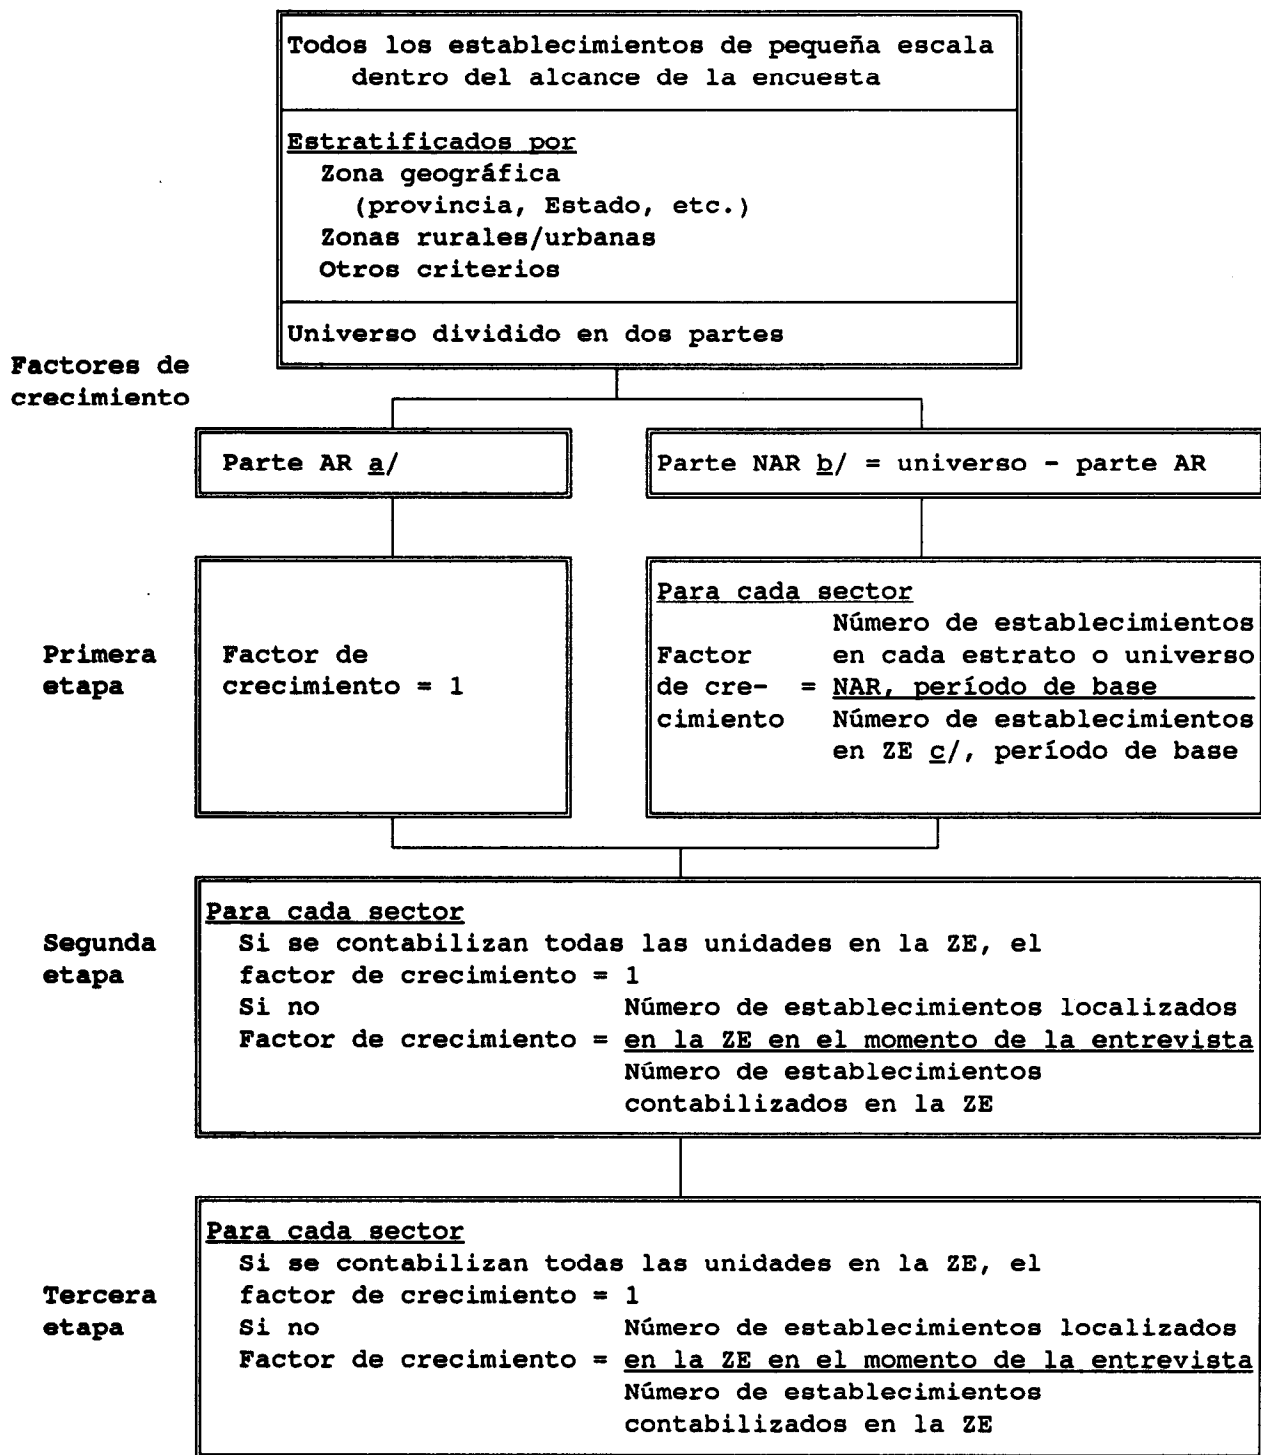 Todos los establecimientos de pequeña escala
dentro del alcance de la encuesta
Estratificados por
Zona geográfica
(provincia, Estado, etc.)
Zonas rurales/urbanas
Otros criterios
Universo dividido en dos partes
Factores de
crecimiento
Parte AR a/
Parte NAR b/ = universo - parte AR
Primera
etapa
Factor de
crecimiento = 1
Para cada sector
Número de establecimientos
Factor en cada estrato o universo
de cre- = NAR, período de base
cimiento Número de establecimientos
en ZE c/, período de base
Segunda
etapa
Para cada sector
Si se contabilizan todas las unidades en la ZE, el
factor de crecimiento = 1
Si no Número de establecimientos localizados
Factor de crecimiento = en la ZE en el momento de la entrevista
Número de establecimientos
contabilizados en la ZE
Tercera
etapa
Para cada sector
Si se contabilizan todas las unidades en la ZE, el
factor de crecimiento = 1
Si no Número de establecimientos localizados
Factor de crecimiento = en la ZE en el momento de la entrevista
Número de establecimientos
contabilizados en la ZE